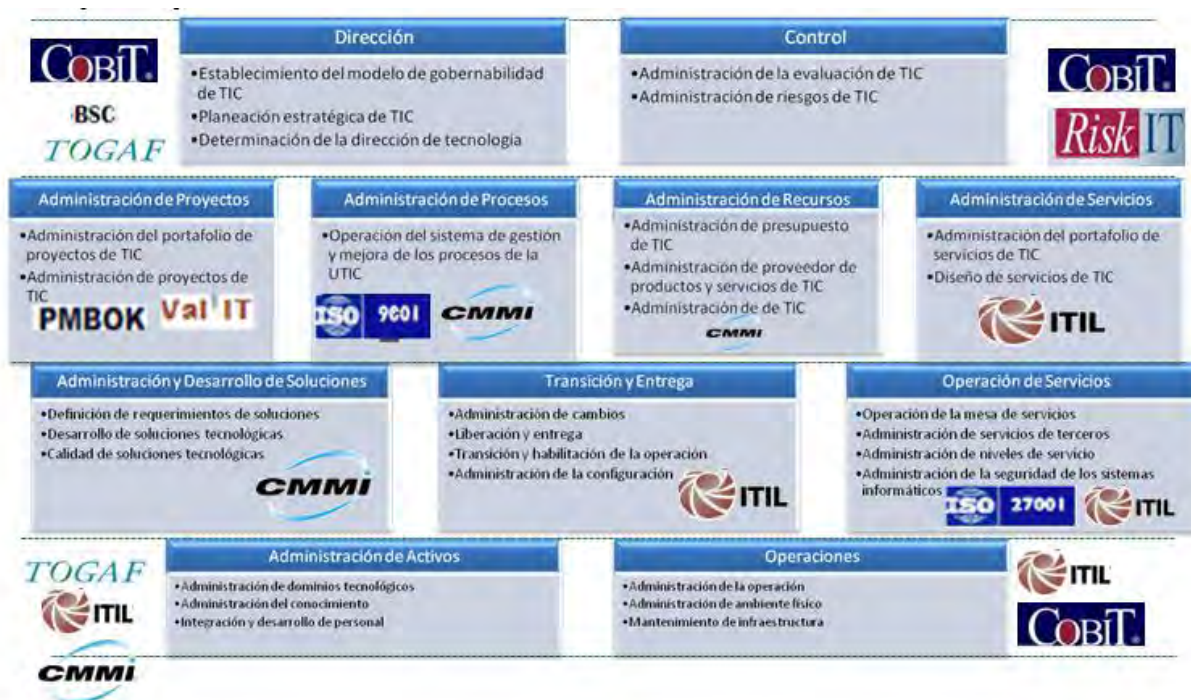 Dirección
COBIT.
BSC
TOGAF
•Establecimiento del modelo de gobernabilidad
de TIC
•Planeación estratégica de TIC
•Determinación de la dirección de tecnología
Control
•Administración de la evaluación de TIC
•Administración de riesgos de TIC
COBIT.
Risk IT
Administración de Proyectos
•Administración del portafolio de
proyectos de TIC
•Administración de proyectos de
TIC
PMBOK Val IT
Administración de Procesos
•Operación del sistema de gestión
y mejora de los procesos de la
UTIC
ISO 9001 CMMI
Administración de Recursos
•Administración de presupuesto
de TIC
•Administración de proveedor de
productos y servicios de TIC
•Administración de de TIC
CMMI
Administración de Servicios
•Administración del portafolio de
servicios de TIC
•Diseño de servicios de TIC
ITIL
Administración y Desarrollo de Soluciones
•Definición de requerimientos de soluciones
•Desarrollo de soluciones tecnológicas
•Calidad de soluciones tecnológicas
CMMI
Transición y Entrega
•Administración de cambios
•Liberación y entrega
•Transición y habilitación de la operación
•Administración de la configuración
ITIL
Operación de Servicios
•Operación de la mesa de servicios
•Administración de servicios de terceros
•Administración de niveles de servicio
•Administración de la seguridad de los sistemas
informáticos
ISO 27001 ITIL
TOGAF
ITIL
CMMI
Administración de Activos
•Administración de dominios tecnológicos
•Administración del conocimiento
•Integración y desarrollo de personal
Operaciones
•Administración de la operación
•Administración de ambiente físico
•Mantenimiento de infraestructura
ITIL
COBIT.